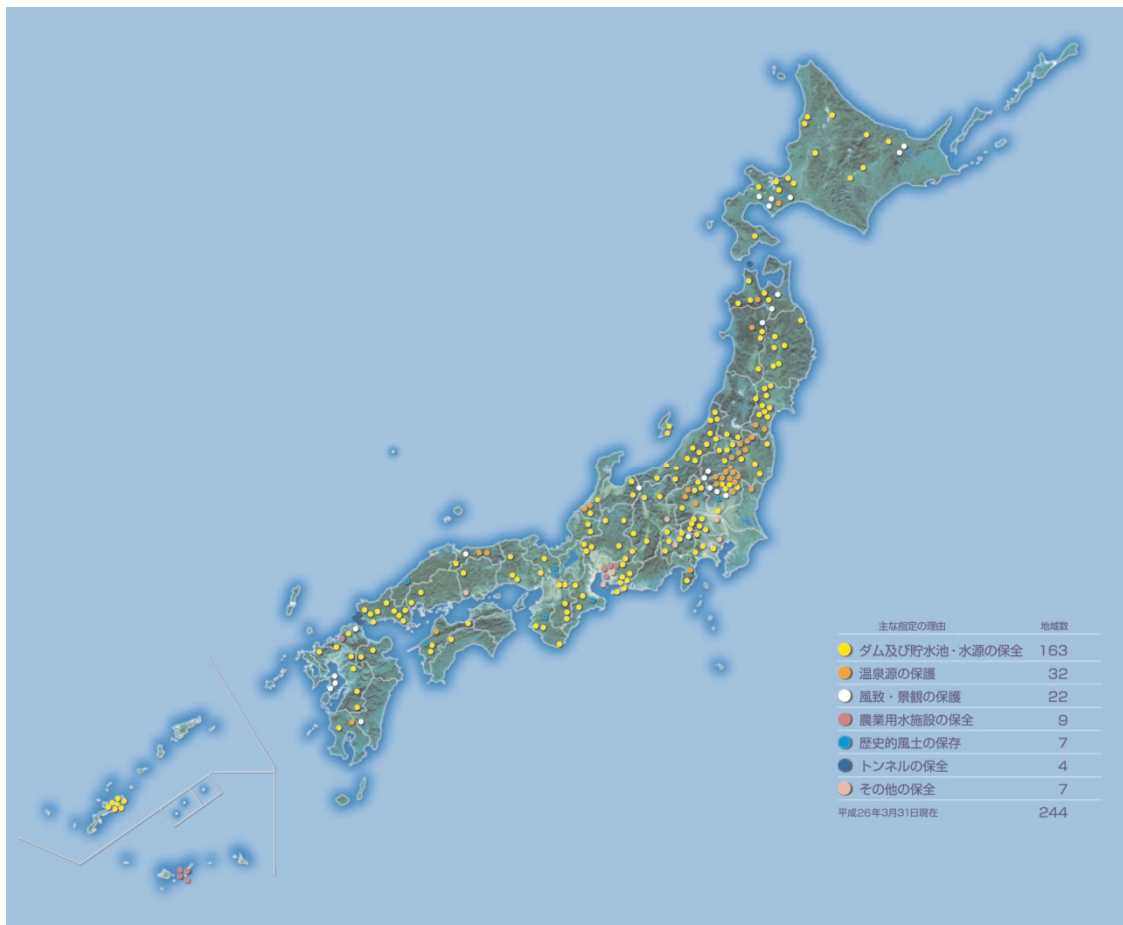 主な指定の理由 地域数
ダム及び貯水池・水源の保全 163
温泉源の保護 32
風致・景観の保護 22
農業用水施設の保全 9
歴史的風土の保存 7
トンネルの保全 4
その他の保全 7
平成26年3月31日現在 244